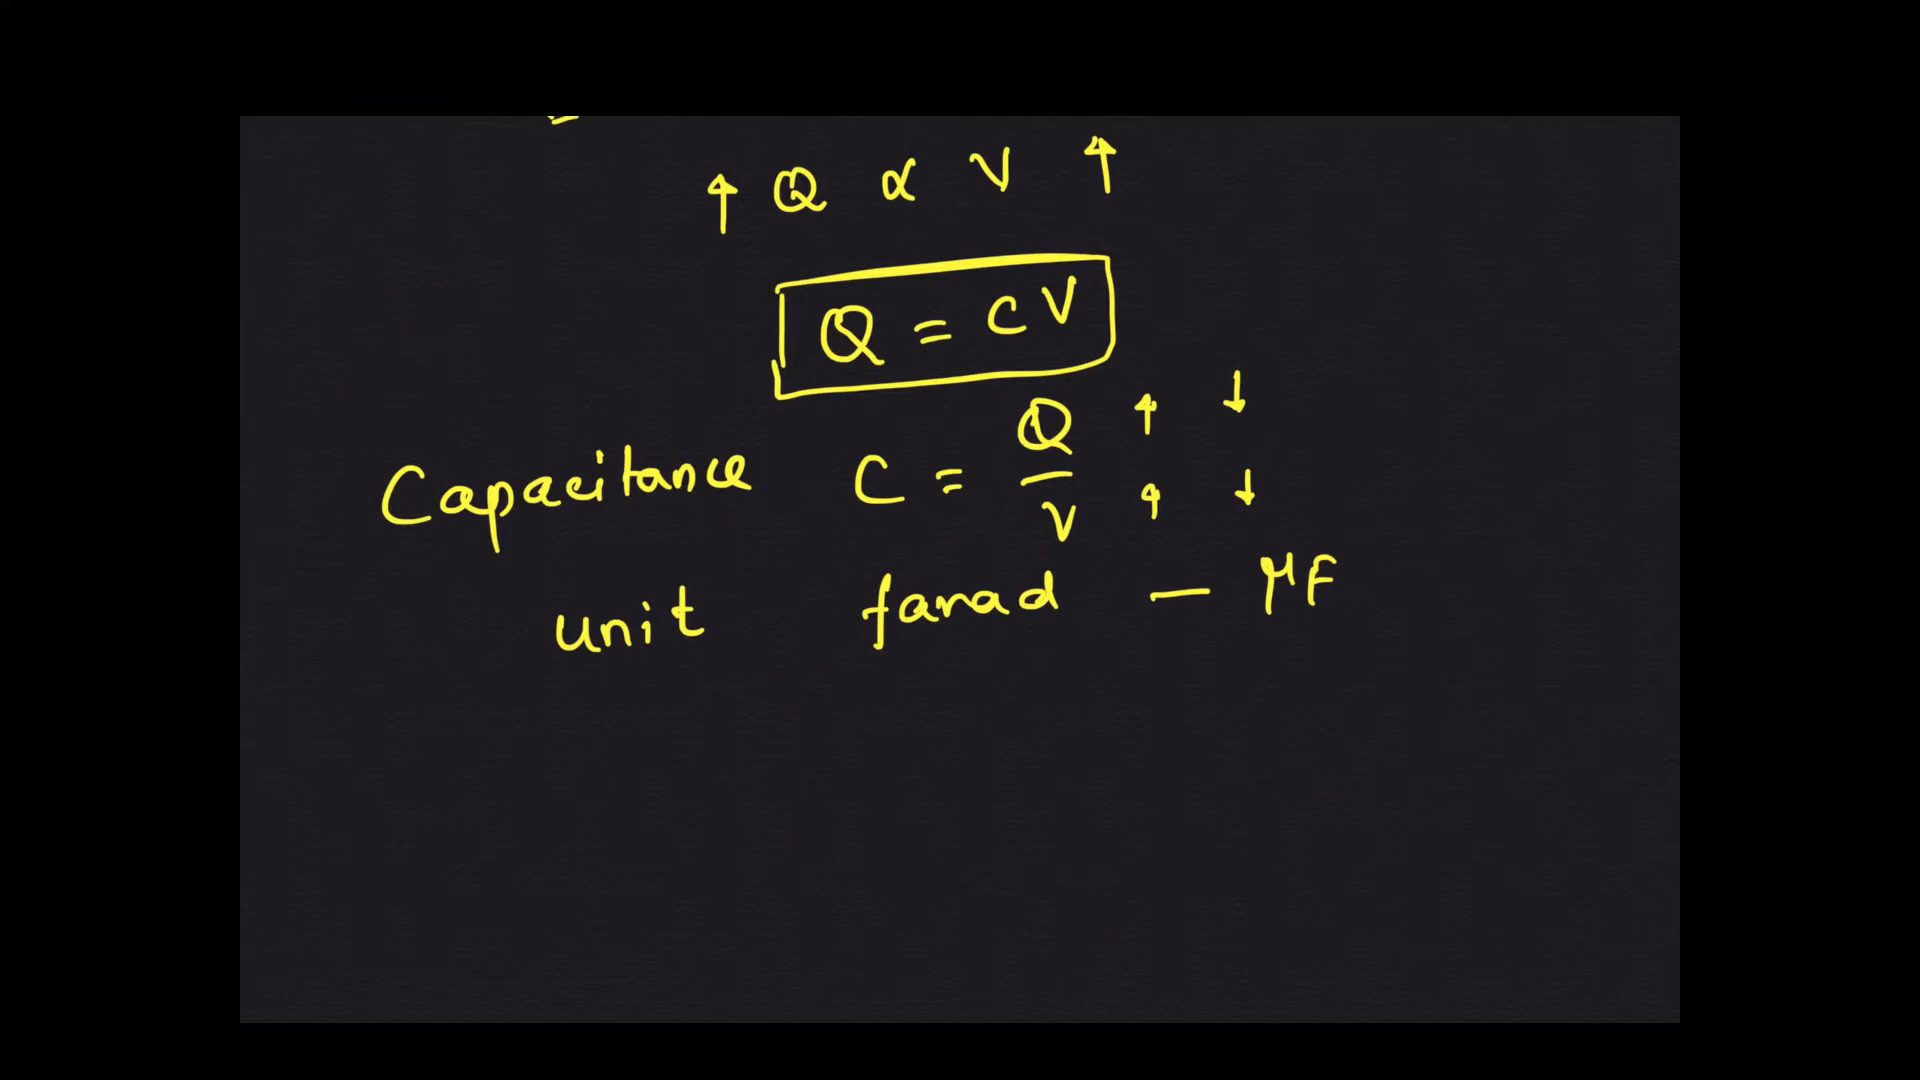 ↑ Q ∝ V ↑
Q = CV
Capacitance C = Q/V ↑ ↓ ↑ ↓
unit farad — μF